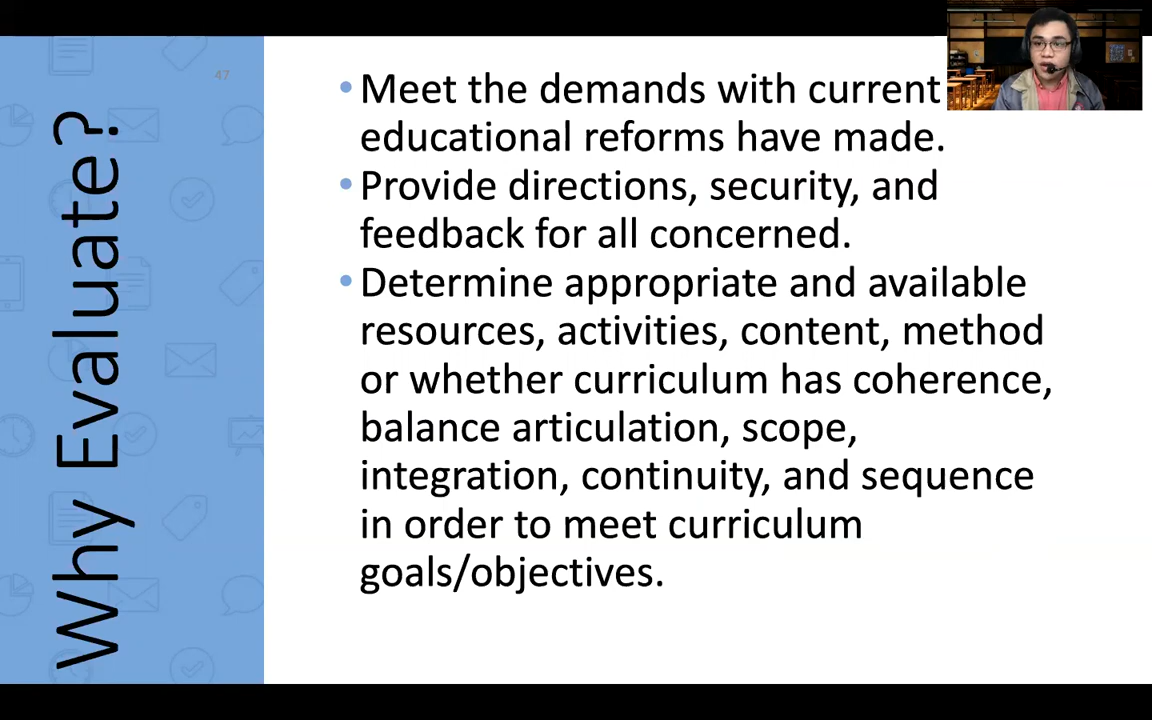 Why Evaluate?
47
• Meet the demands with current
educational reforms have made.
• Provide directions, security, and
feedback for all concerned.
• Determine appropriate and available
resources, activities, content, method
or whether curriculum has coherence,
balance articulation, scope,
integration, continuity, and sequence
in order to meet curriculum
goals/objectives.